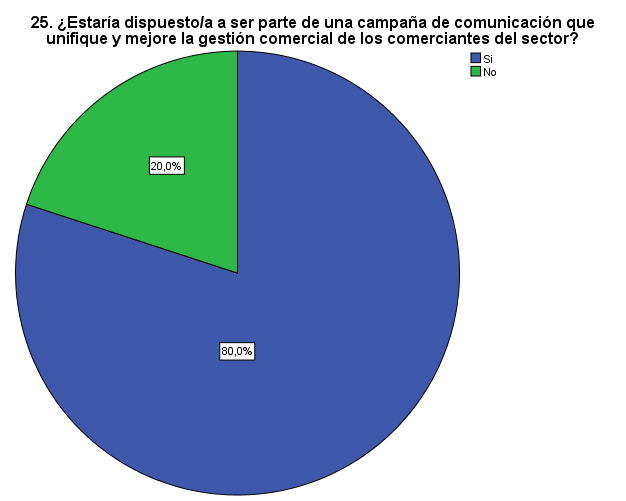 25. ¿Estaría dispuesto/a a ser parte de una campaña de comunicación que
unifique y mejore la gestión comercial de los comerciantes del sector?
Si
No
20,0%
80,0%